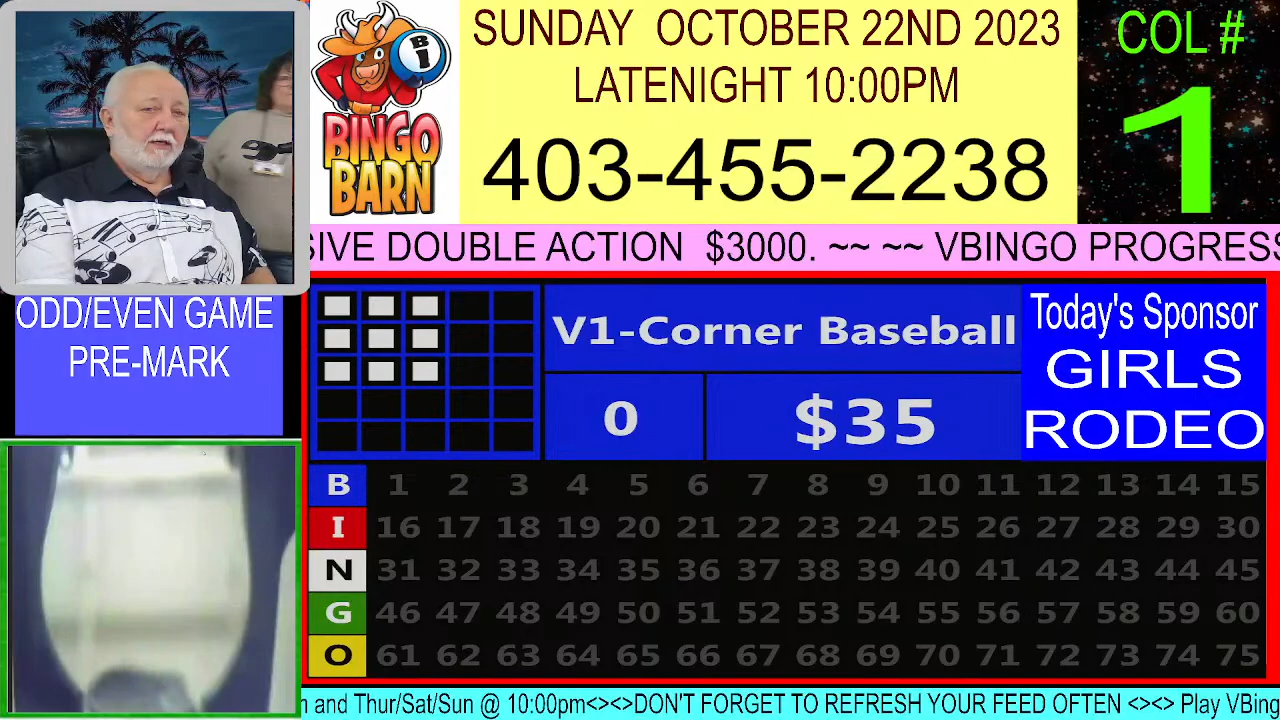 SUNDAY OCTOBER 22ND 2023
LATENIGHT 10:00PM
403-455-2238
COL #
1
B
1
BINGO
BARN
SIVE DOUBLE ACTION $3000. ~~ ~~ VBINGO PROGRESS
ODD/EVEN GAME
PRE-MARK
V1-Corner Baseball
0
$35
Today's Sponsor
GIRLS
RODEO
B 1 2 3 4 5 6 7 8 9 10 11 12 13 14 15
I 16 17 18 19 20 21 22 23 24 25 26 27 28 29 30
N 31 32 33 34 35 36 37 38 39 40 41 42 43 44 45
G 46 47 48 49 50 51 52 53 54 55 56 57 58 59 60
O 61 62 63 64 65 66 67 68 69 70 71 72 73 74 75
and Thur/Sat/Sun @ 10:00pm<><>DON'T FORGET TO REFRESH YOUR FEED OFTEN <><> Play VBing